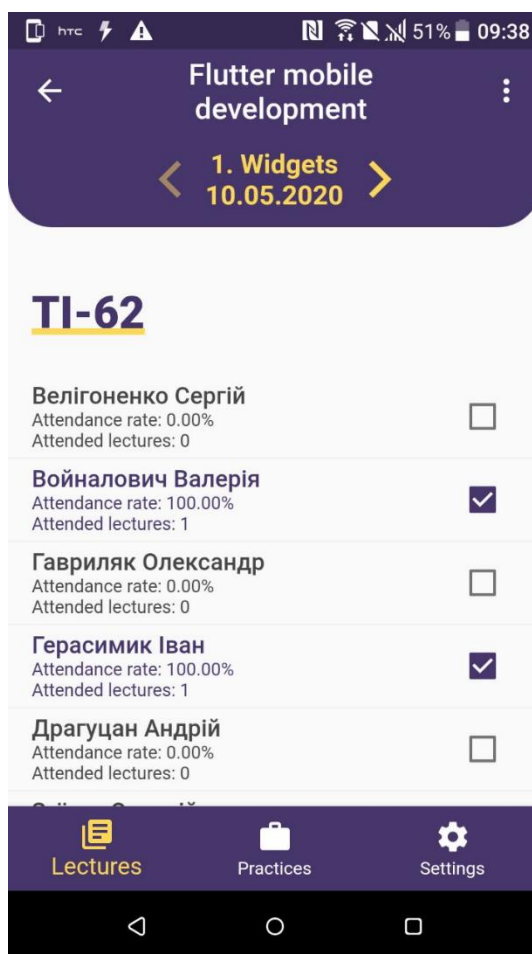 hTC 51% 09:38
Flutter mobile
development
1. Widgets
10.05.2020
TI-62
Велігоненко Сергій
Attendance rate: 0.00%
Attended lectures: 0
Войналович Валерія
Attendance rate: 100.00%
Attended lectures: 1
Гавриляк Олександр
Attendance rate: 0.00%
Attended lectures: 0
Герасимик Іван
Attendance rate: 100.00%
Attended lectures: 1
Драгуцан Андрій
Attendance rate: 0.00%
Attended lectures: 0
Lectures Practices Settings